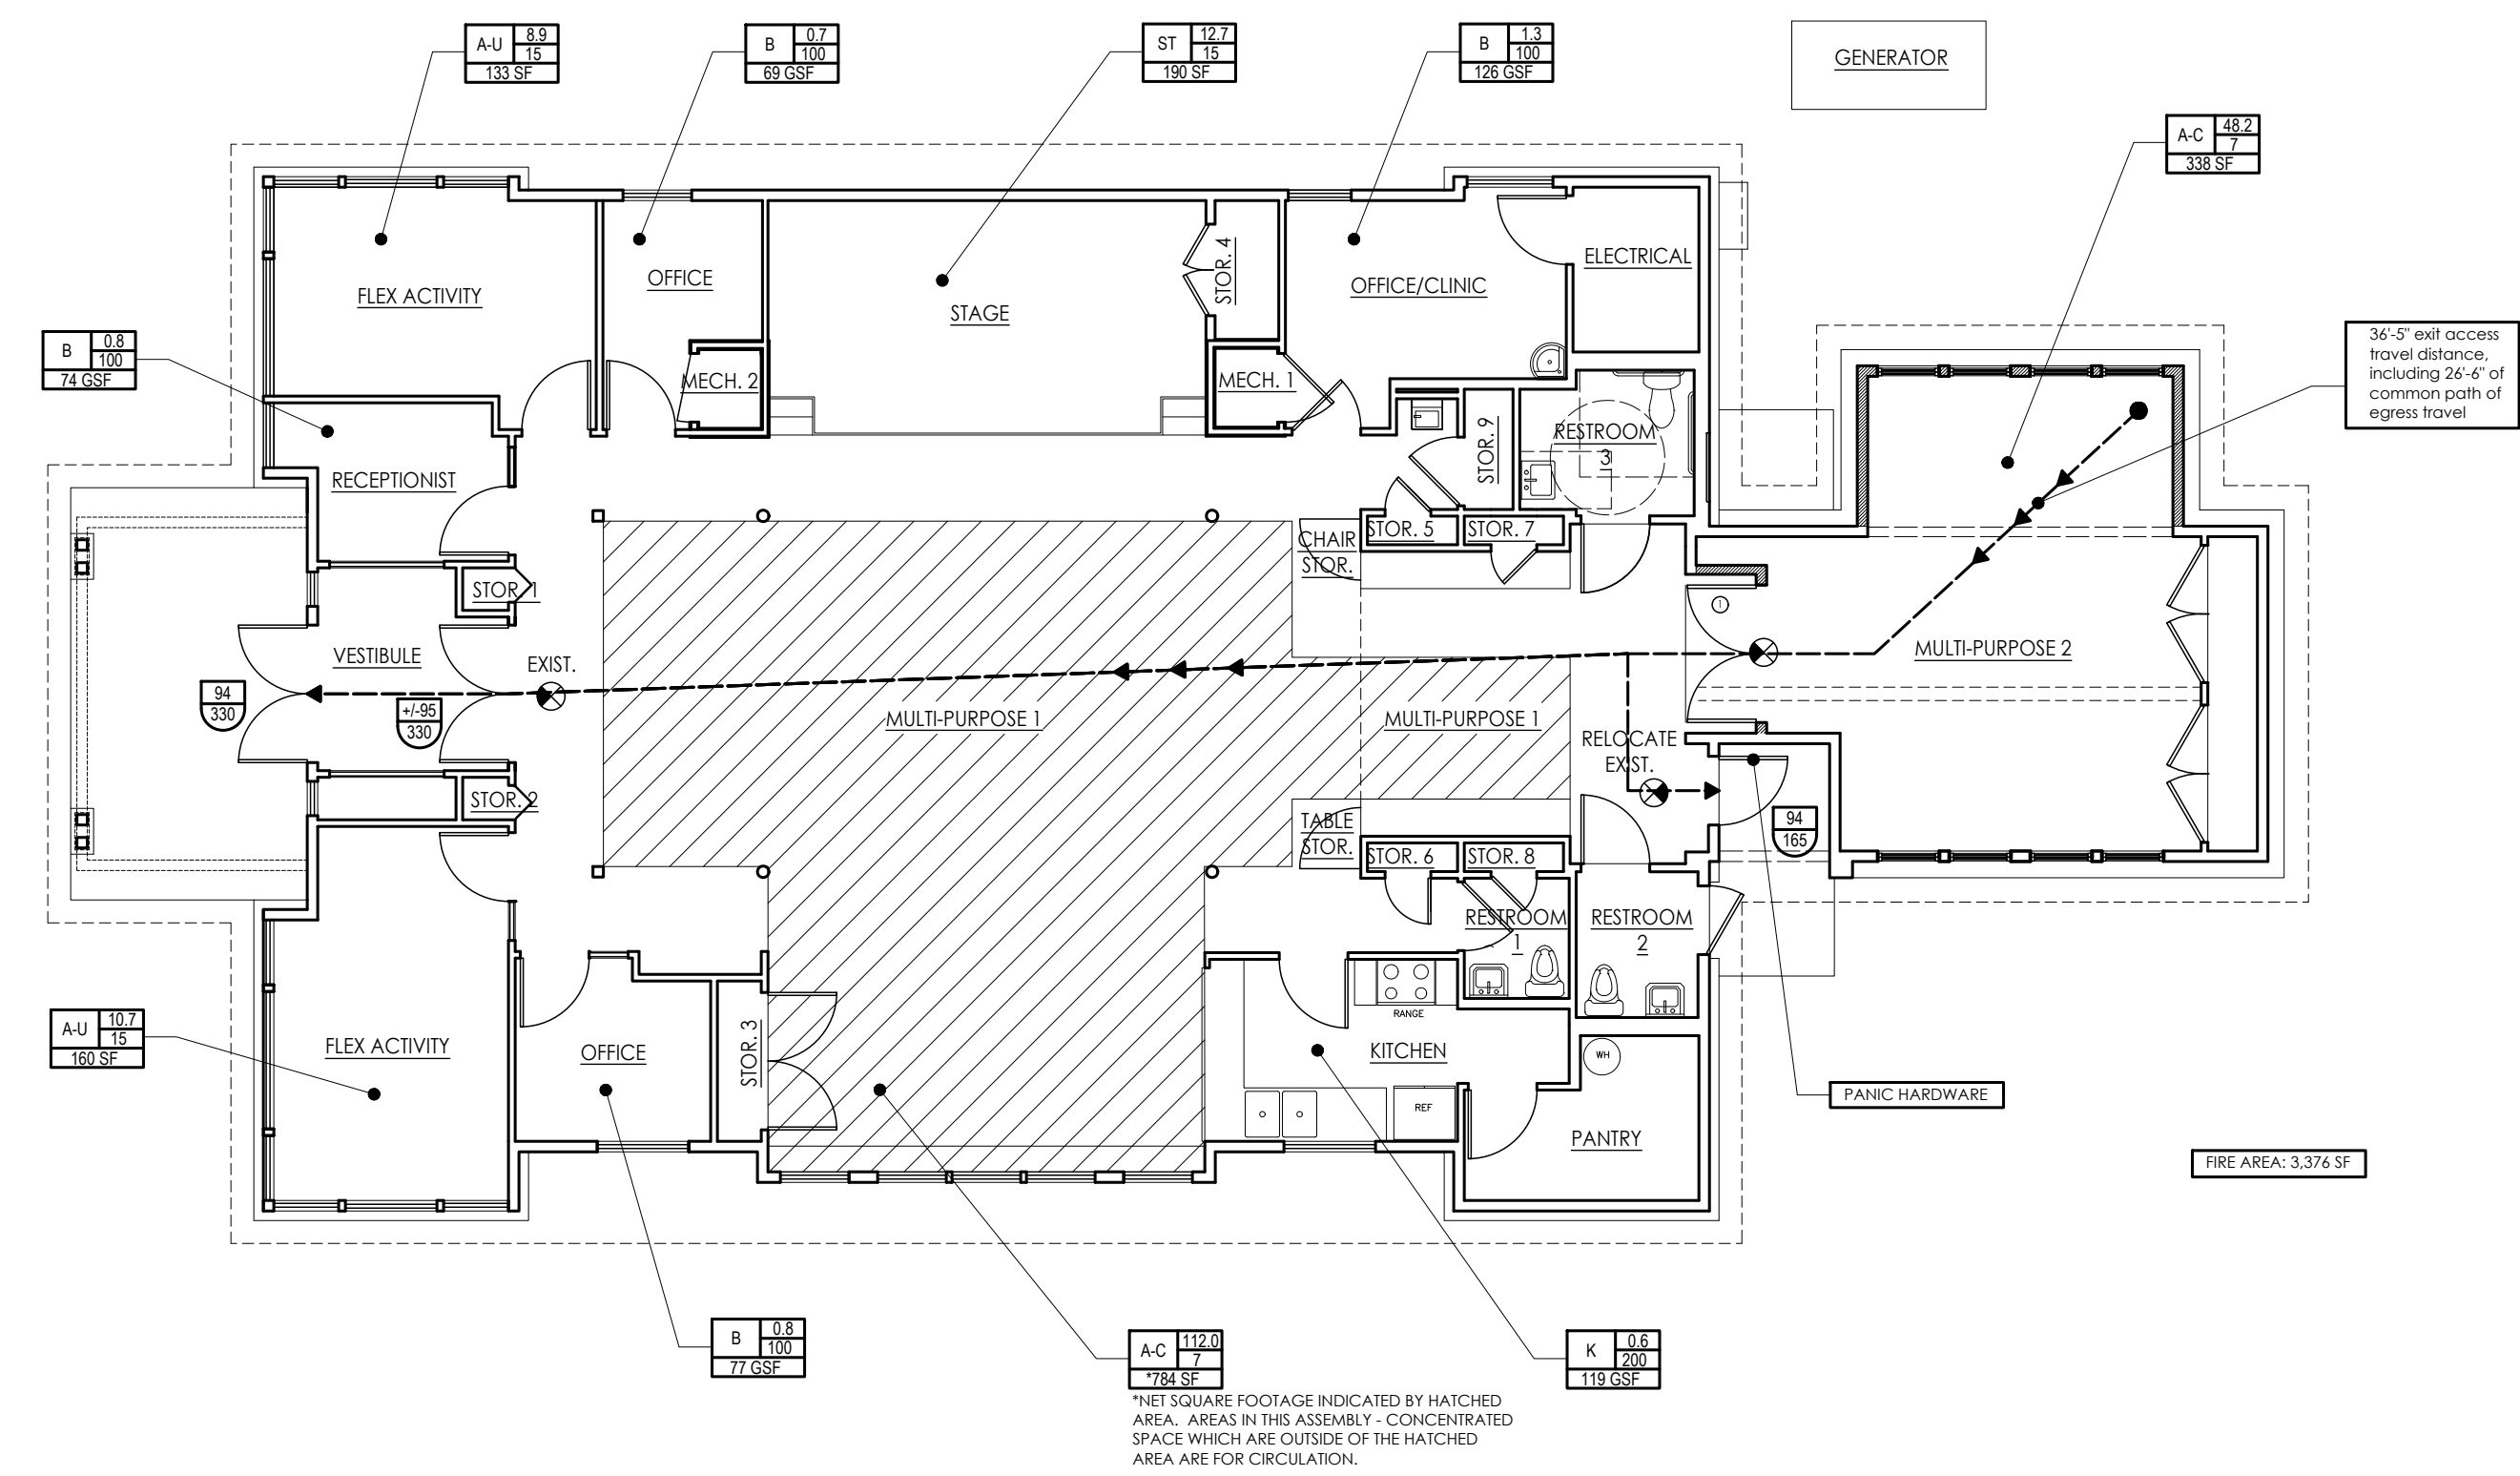 A-U
8.9
15
133 SF
B
0.7
100
69 GSF
ST
12.7
15
190 SF
B
1.3
100
126 GSF
GENERATOR
A-C
48.2
7
338 SF
FLEX ACTIVITY
OFFICE
STAGE
STOR. 4
OFFICE/CLINIC
ELECTRICAL
36'-5" exit access
travel distance,
including 26'-6" of
common path of
egress travel
B
0.8
100
74 GSF
MECH. 2
MECH. 1
RECEPTIONIST
STOR. 9
RESTROOM
3
CHAIR
STOR.
STOR. 5
STOR. 7
STOR. 1
1
VESTIBULE
EXIST.
MULTI-PURPOSE 2
94
330
+/-95
330
MULTI-PURPOSE 1
MULTI-PURPOSE 1
RELOCATE
EXIST.
STOR. 2
TABLE
STOR.
94
165
STOR. 6
STOR. 8
RESTROOM
1
RESTROOM
2
RANGE
A-U
10.7
15
160 SF
FLEX ACTIVITY
OFFICE
STOR. 3
KITCHEN
WH
REF
PANTRY
PANIC HARDWARE
FIRE AREA: 3,376 SF
B
0.8
100
77 GSF
A-C
112.0
7
*784 SF
K
0.6
200
119 GSF
*NET SQUARE FOOTAGE INDICATED BY HATCHED
AREA. AREAS IN THIS ASSEMBLY - CONCENTRATED
SPACE WHICH ARE OUTSIDE OF THE HATCHED
AREA ARE FOR CIRCULATION.